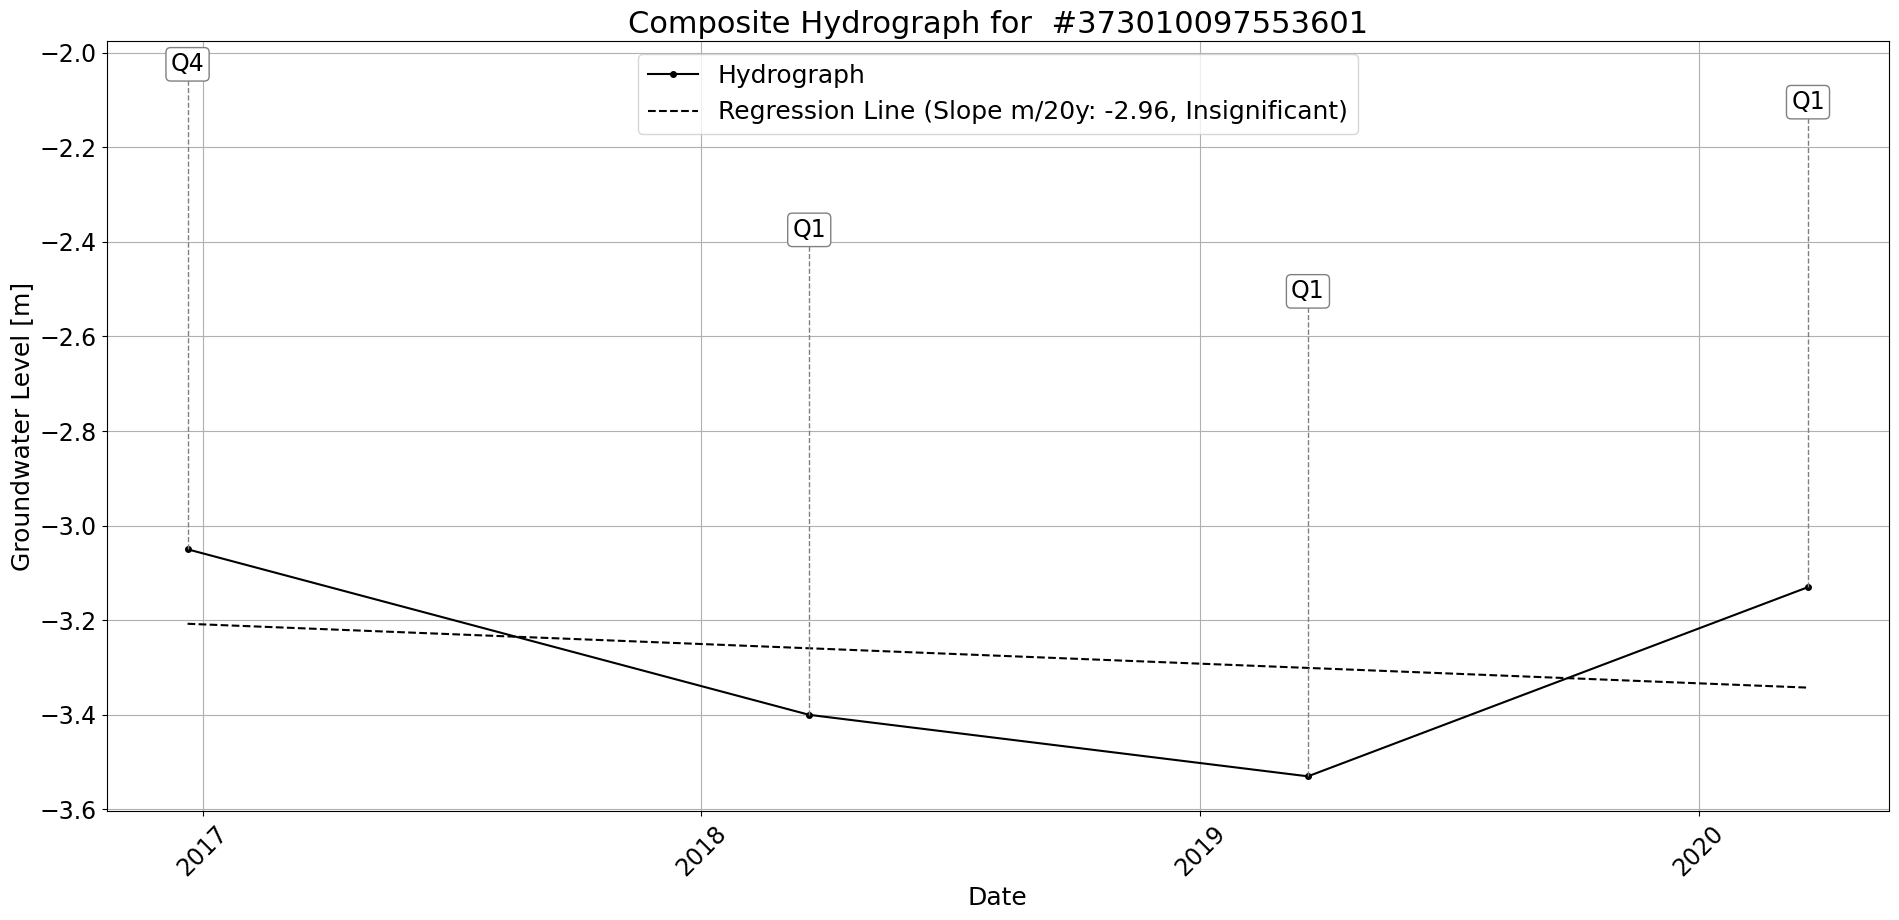 Composite Hydrograph for  #373010097553601
Hydrograph
Regression Line (Slope m/20y: -2.96, Insignificant)
Q4
Q1
Q1
Q1
Groundwater Level [m]
−2.0
−2.2
−2.4
−2.6
−2.8
−3.0
−3.2
−3.4
−3.6
2017
2018
2019
2020
Date